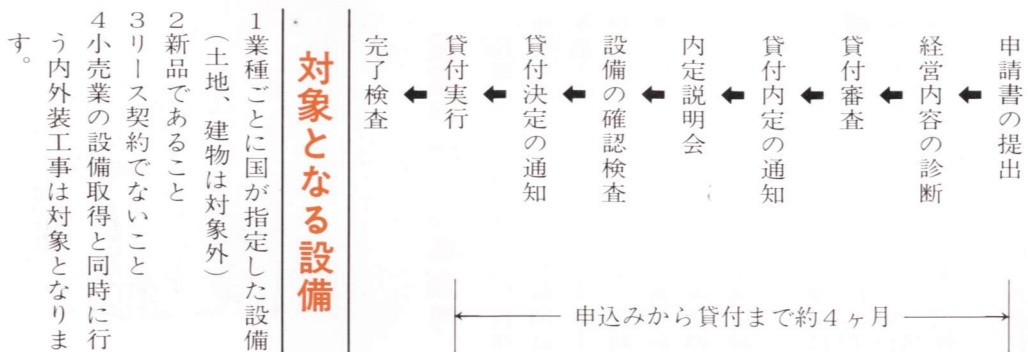 申請書の提出
経営内容の診断
貸付審査
貸付内定の通知
内定説明会
設備の確認検査
貸付決定の通知
貸付実行
完了検査
申込みから貸付まで約4ヶ月
対象となる設備
1業種ごとに国が指定した設備
(土地、建物は対象外)
2新品であること
3リース契約でないこと
4小売業の設備取得と同時に行
う内外装工事は対象となりま
す。